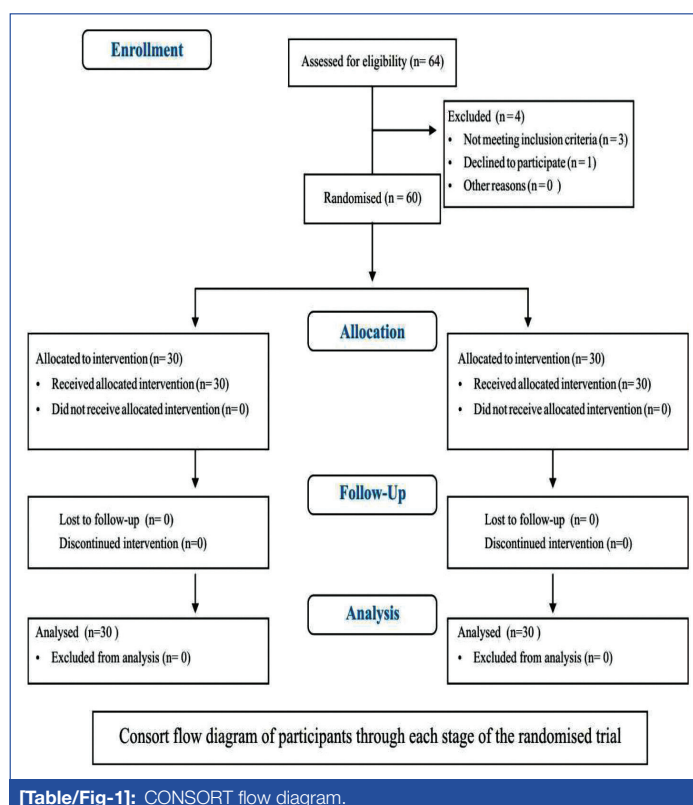 Enrollment
Assessed for eligibility (n= 64)
Excluded (n=4)
• Not meeting inclusion criteria (n=3)
• Declined to participate (n=1)
• Other reasons (n=0 )
Randomised (n = 60)
Allocation
Allocated to intervention (n=30)
• Received allocated intervention (n=30)
• Did not receive allocated intervention (n=0)
Allocated to intervention (n=30)
• Received allocated intervention (n=30)
• Did not receive allocated intervention (n=0)
Follow-Up
Lost to follow-up (n= 0)
Discontinued intervention (n=0)
Lost to follow-up (n= 0)
Discontinued intervention (n=0)
Analysis
Analysed (n=30 )
• Excluded from analysis (n= 0)
Analysed (n=30 )
• Excluded from analysis (n= 0)
Consort flow diagram of participants through each stage of the randomised trial
[Table/Fig-1]: CONSORT flow diagram.